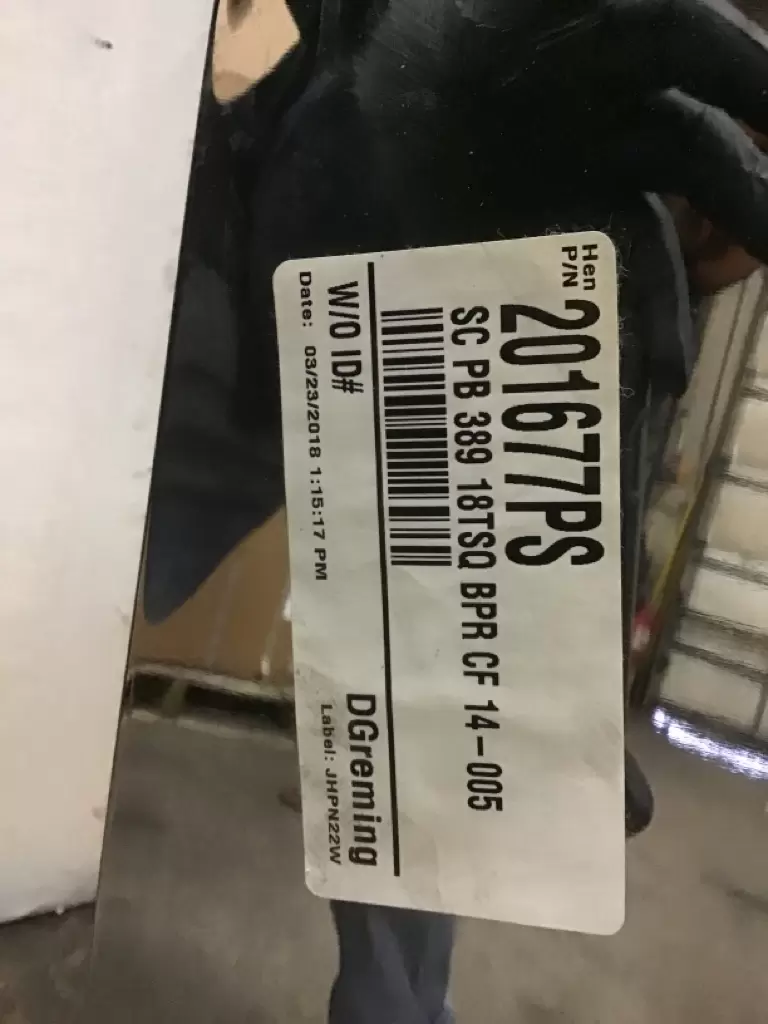 Hen
P/N 201677PS
SC PB 389 18TSQ BPR CF 14-005
W/O ID# DGreming
Date: 03/23/2018 1:15:17 PM Label: JHPN22W